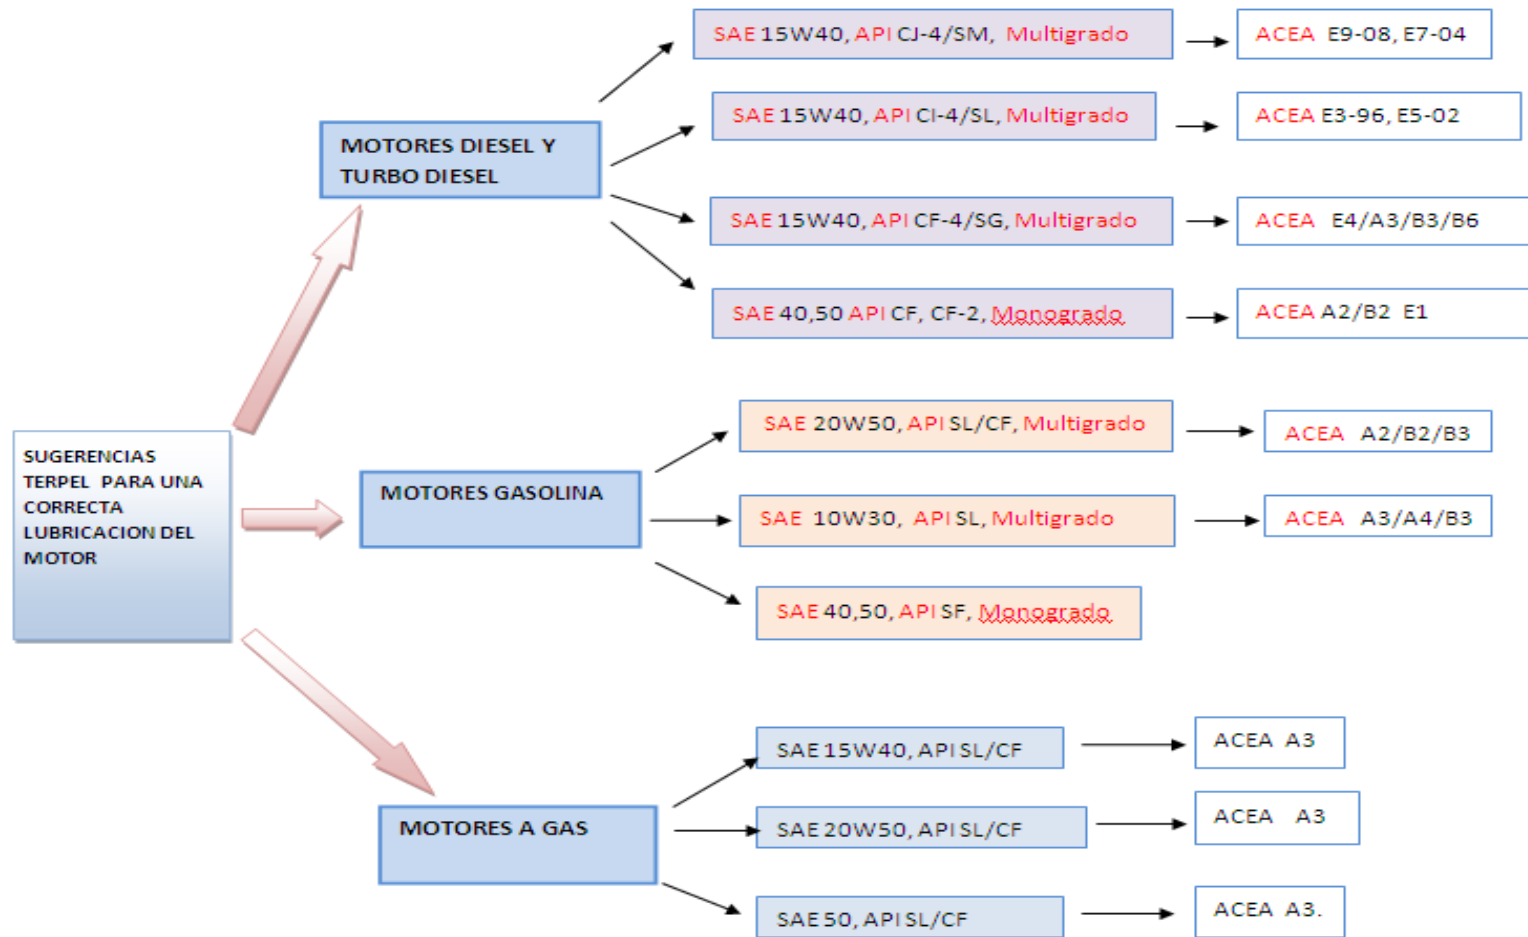 SAE 15W40, API CJ-4/SM, Multigrado
ACEA E9-08, E7-04
SAE 15W40, API CI-4/SL, Multigrado
ACEA E3-96, E5-02
MOTORES DIESEL Y
TURBO DIESEL
SAE 15W40, API CF-4/SG, Multigrado
ACEA E4/A3/B3/B6
SAE 40,50 API CF, CF-2, Monogrado
ACEA A2/B2 E1
SUGERENCIAS
TERPEL PARA UNA
CORRECTA
LUBRICACION DEL
MOTOR
MOTORES GASOLINA
SAE 20W50, API SL/CF, Multigrado
ACEA A2/B2/B3
SAE 10W30, API SL, Multigrado
ACEA A3/A4/B3
SAE 40,50, API SF, Monogrado
MOTORES A GAS
SAE 15W40, API SL/CF
ACEA A3
SAE 20W50, API SL/CF
ACEA A3
SAE 50, API SL/CF
ACEA A3.